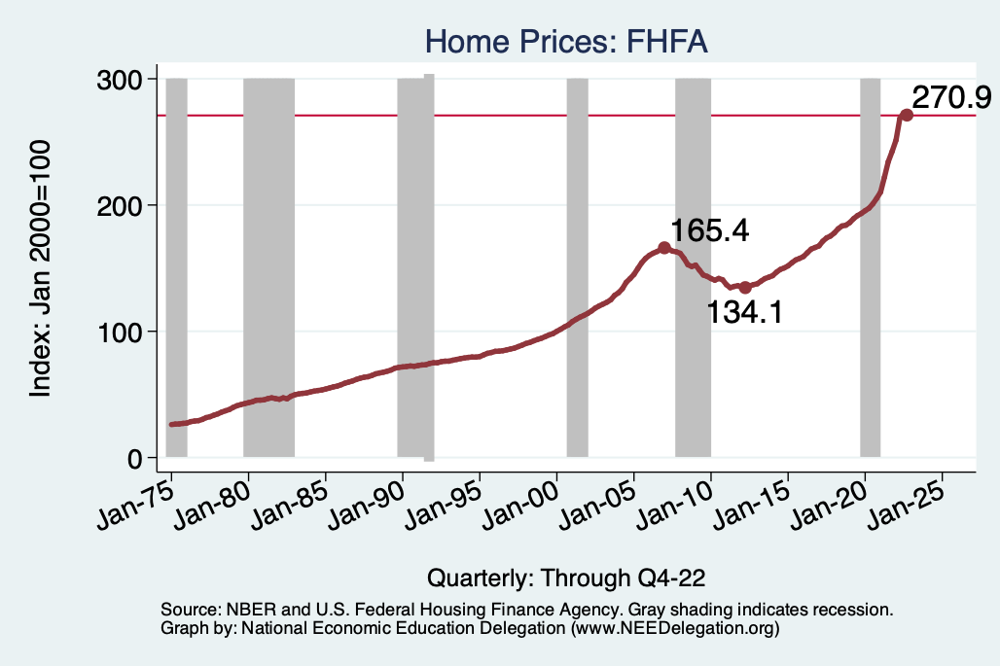 Home Prices: FHFA
Index: Jan 2000=100
300
200
100
0
270.9
165.4
134.1
Jan-75
Jan-80
Jan-85
Jan-90
Jan-95
Jan-00
Jan-05
Jan-10
Jan-15
Jan-20
Jan-25
Quarterly: Through Q4-22
Source: NBER and U.S. Federal Housing Finance Agency. Gray shading indicates recession.
Graph by: National Economic Education Delegation (www.NEEDelegation.org)